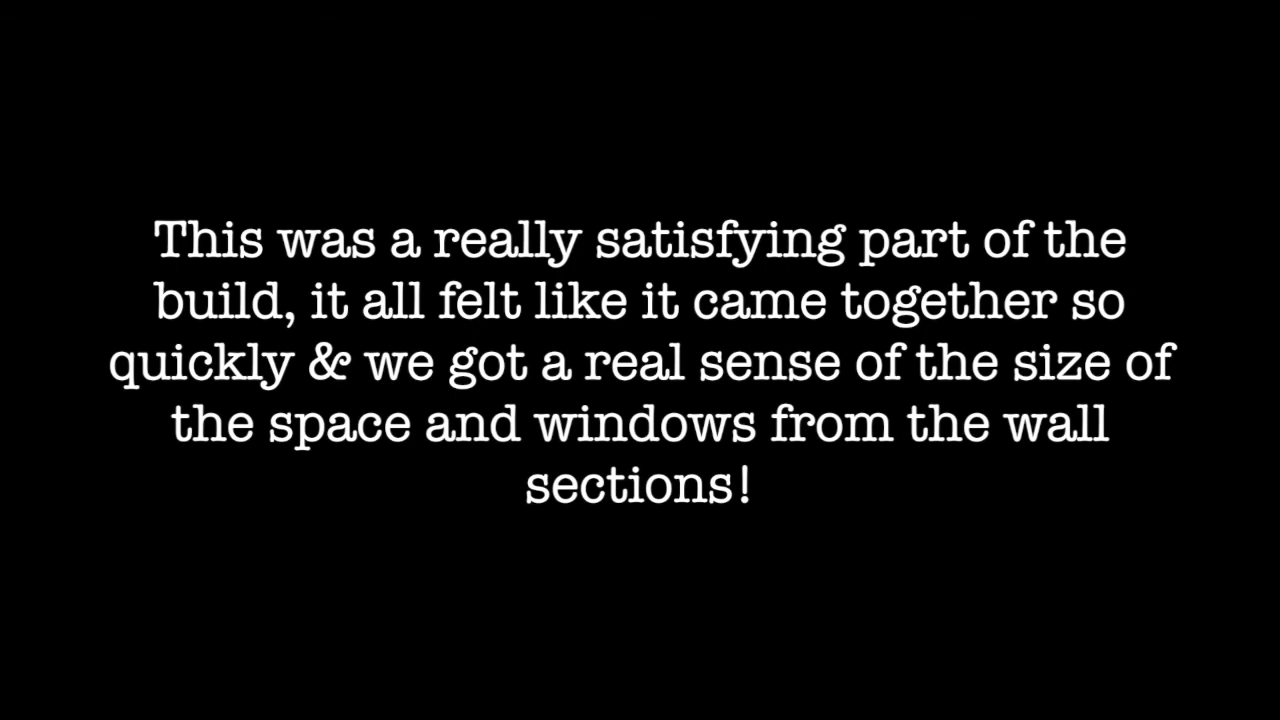 This was a really satisfying part of the
build, it all felt like it came together so
quickly & we got a real sense of the size of
the space and windows from the wall
sections!